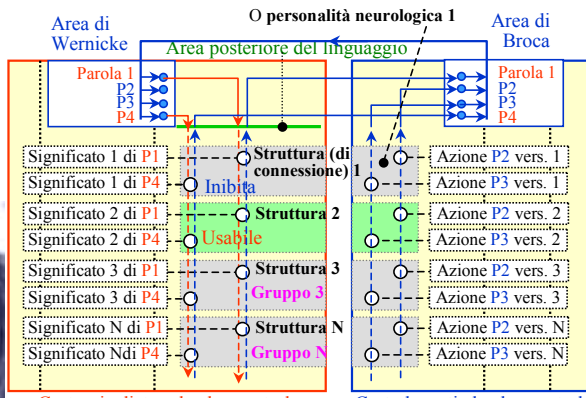 O personalità neurologica 1
Area di
Wernicke
Area di
Broca
Area posteriore del linguaggio
Parola 1
P2
P3
P4
Parola 1
P2
P3
P4
Significato 1 di P1
Struttura (di
connessione) 1
Azione P2 vers. 1
Significato 1 di P4
Inibita
Azione P3 vers. 1
Significato 2 di P1
Struttura 2
Azione P2 vers. 2
Significato 2 di P4
Usabile
Azione P3 vers. 2
Significato 3 di P1
Struttura 3
Azione P2 vers. 3
Significato 3 di P4
Gruppo 3
Azione P3 vers. 3
Significato N di P1
Struttura N
Azione P2 vers. N
Significato Ndi P4
Gruppo N
Azione P3 vers. N